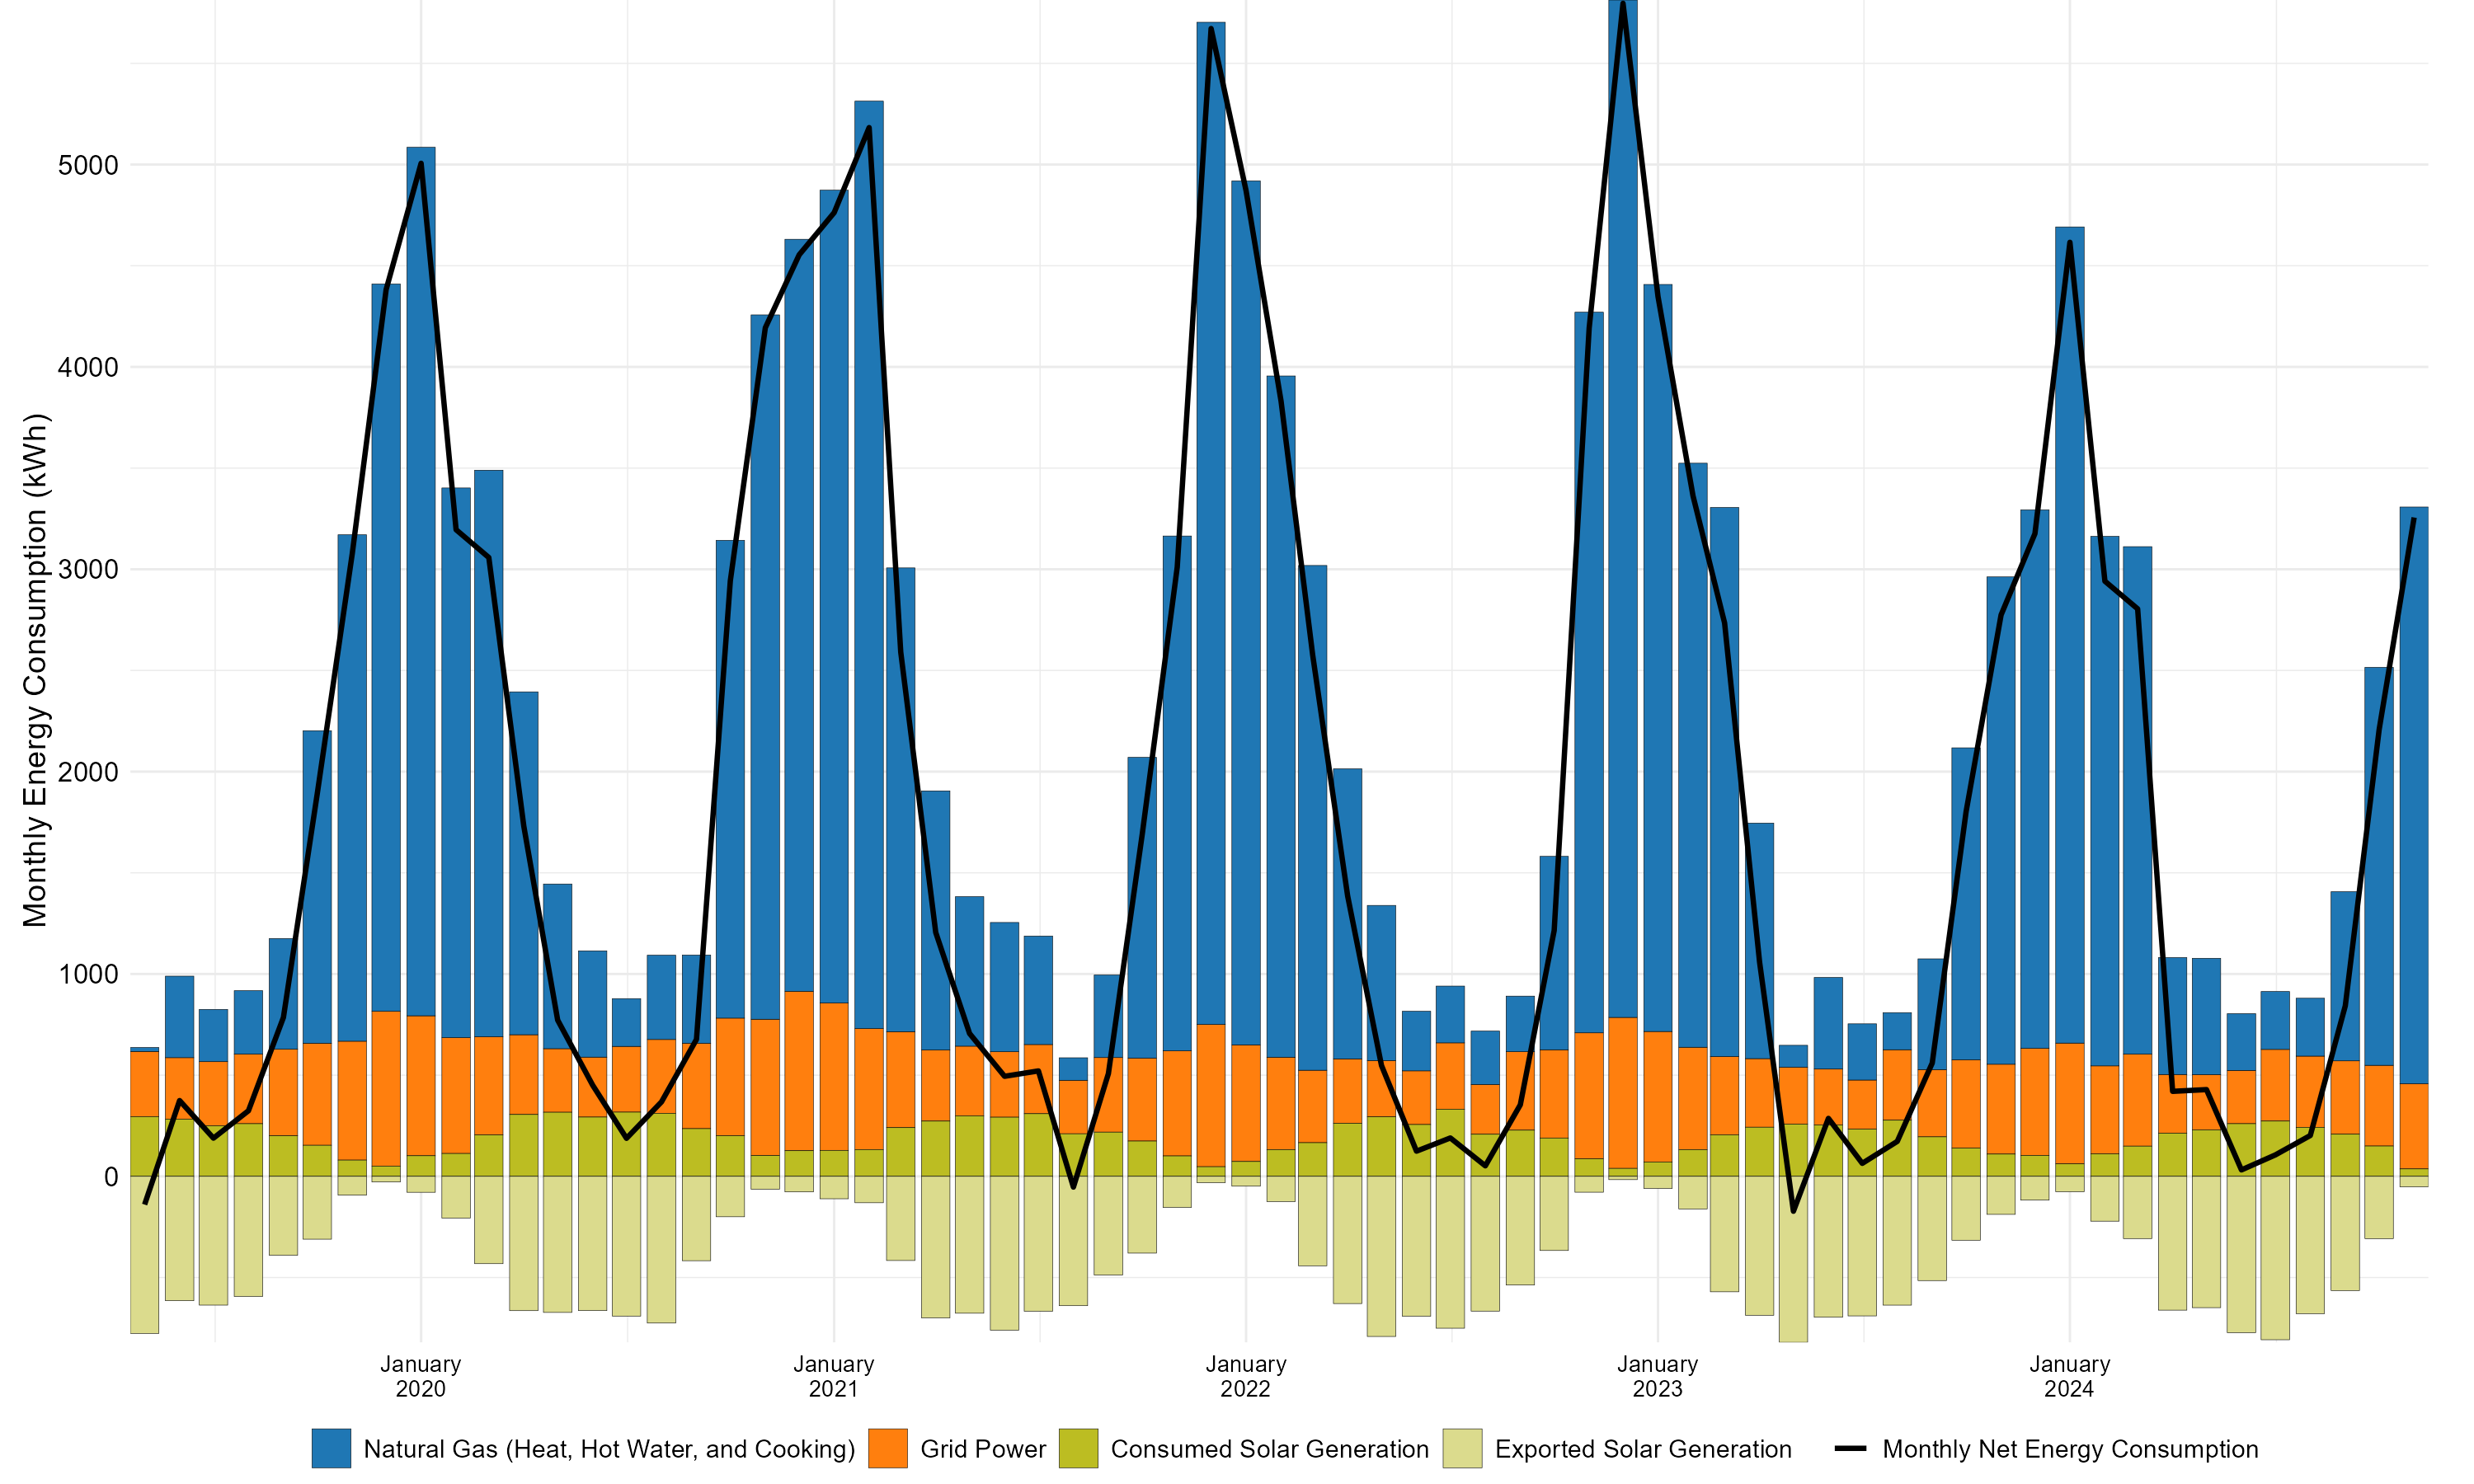 Monthly Energy Consumption (kWh)
5000
4000
3000
2000
1000
0
January
2020
January
2021
January
2022
January
2023
January
2024
Natural Gas (Heat, Hot Water, and Cooking)
Grid Power
Consumed Solar Generation
Exported Solar Generation
Monthly Net Energy Consumption